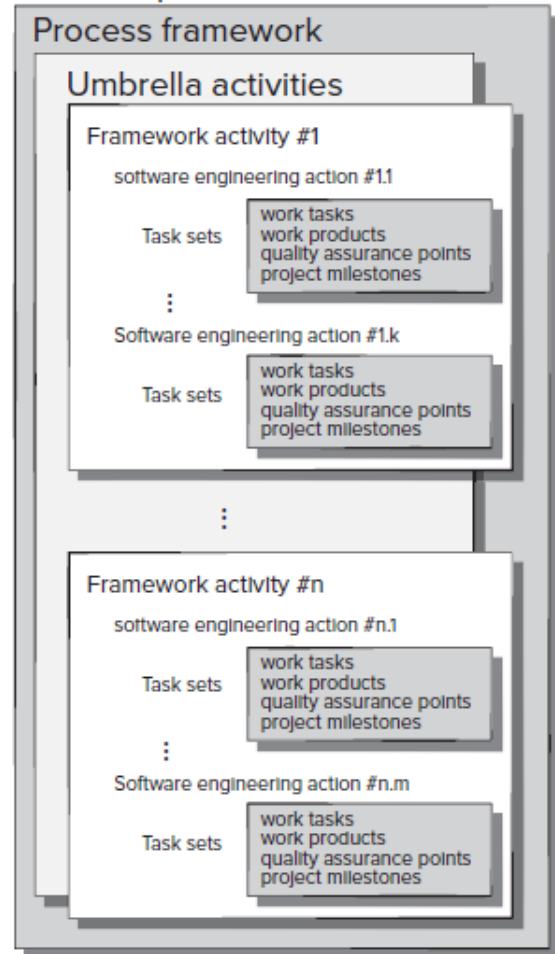 Process framework
Umbrella activities
Framework activity #1
software engineering action #1.1
Task sets
work tasks
work products
quality assurance points
project milestones
⋮
Software engineering action #1.k
Task sets
work tasks
work products
quality assurance points
project milestones
⋮
Framework activity #n
software engineering action #n.1
Task sets
work tasks
work products
quality assurance points
project milestones
⋮
Software engineering action #n.m
Task sets
work tasks
work products
quality assurance points
project milestones